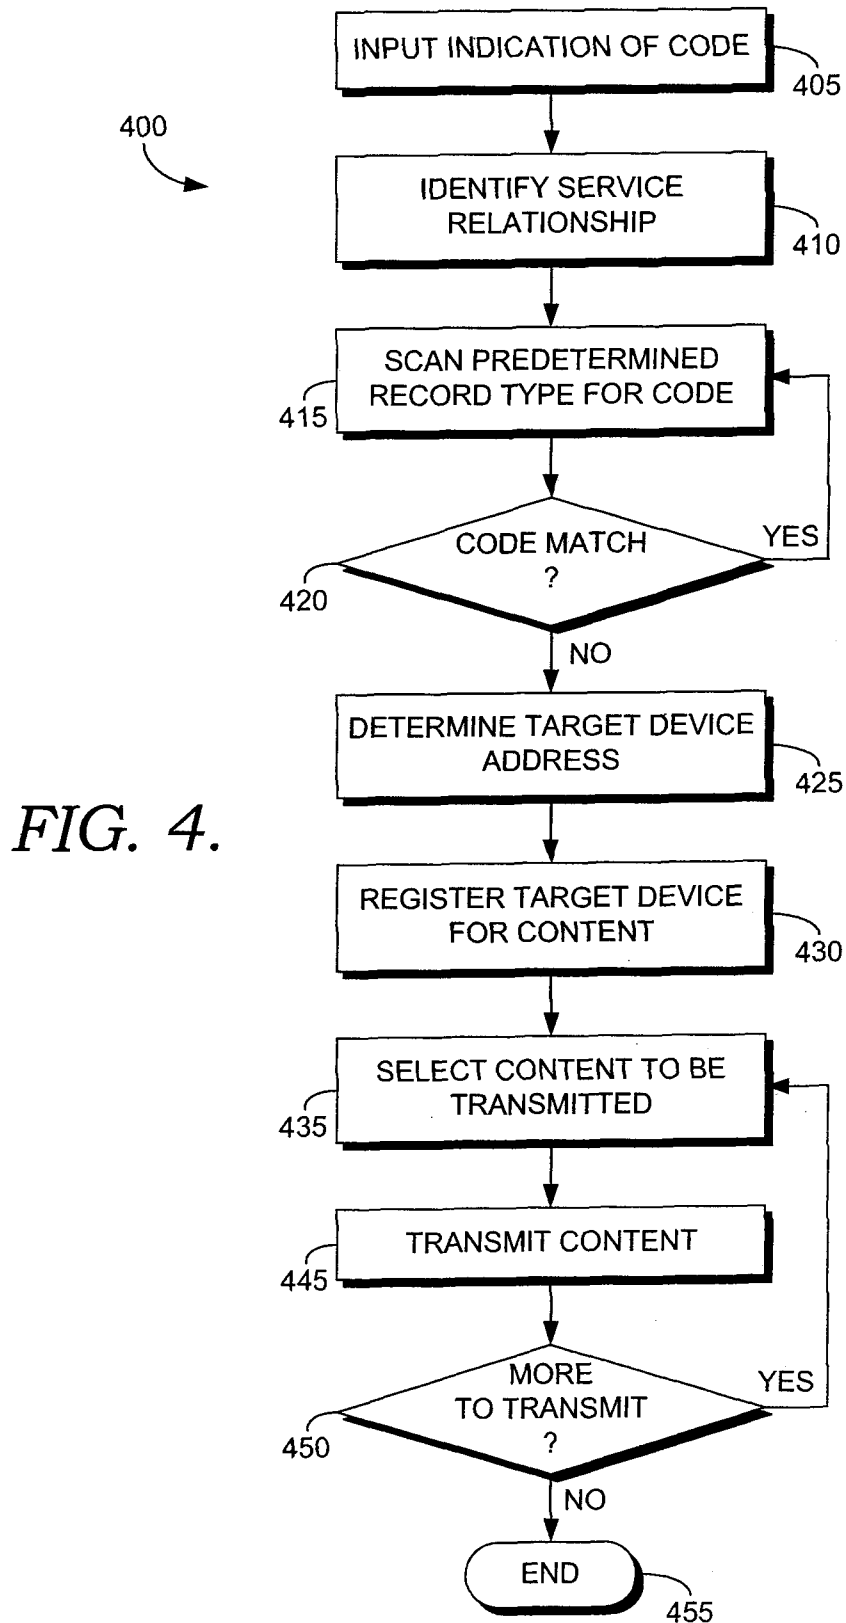 INPUT INDICATION OF CODE
405
400
IDENTIFY SERVICE
RELATIONSHIP
410
SCAN PREDETERMINED
RECORD TYPE FOR CODE
415
CODE MATCH
?
YES
420
NO
DETERMINE TARGET DEVICE
ADDRESS
425
FIG. 4.
REGISTER TARGET DEVICE
FOR CONTENT
430
SELECT CONTENT TO BE
TRANSMITTED
435
TRANSMIT CONTENT
445
MORE
TO TRANSMIT
?
YES
450
NO
END
455